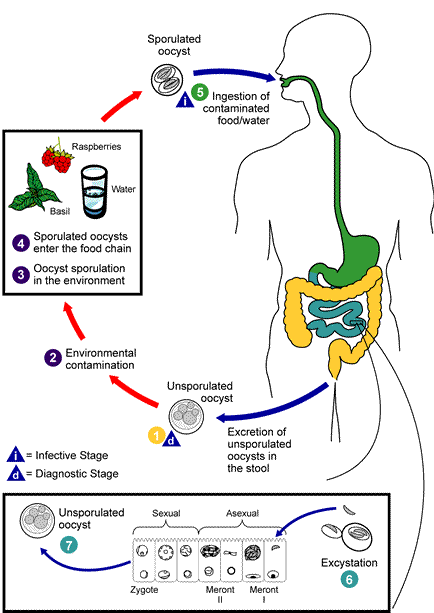 Sporulated
oocyst
i
5
Ingestion of
contaminated
food/water
Raspberries
Water
Basil
4 Sporulated oocysts
enter the food chain
3 Oocyst sporulation
in the environment
2 Environmental
contamination
Unsporulated
oocyst
1
d
Excretion of
unsporulated
oocysts in
the stool
i = Infective Stage
d = Diagnostic Stage
Unsporulated
oocyst
7
Sexual
Asexual
Zygote
Meront
II
Meront
I
Excystation
6